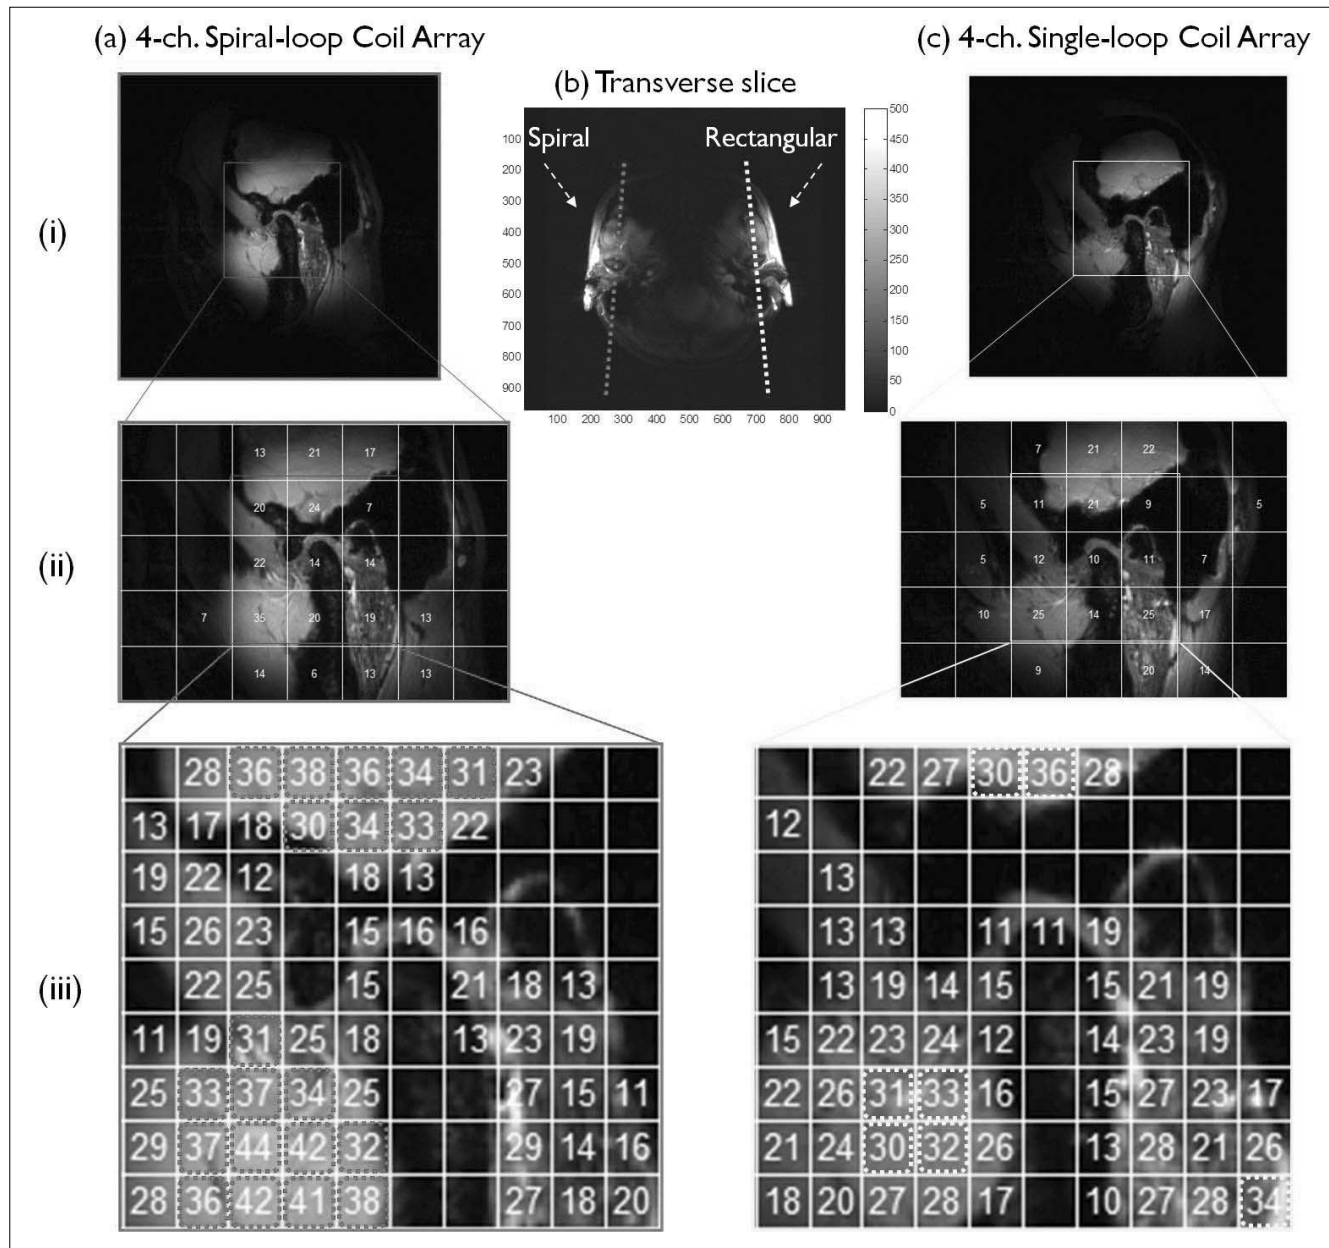 (a) 4-ch. Spiral-loop Coil Array
(c) 4-ch. Single-loop Coil Array
(b) Transverse slice
Spiral
Rectangular
100
200
300
400
500
600
700
800
900
100 200 300 400 500 600 700 800 900
500
450
400
350
300
250
200
150
100
50
0
(i)
(ii)
13 21 17
20 24 7
22 14 14
7 35 20 19 13
14 6 13 13
7 21 22
5 11 21 9 5
5 12 10 11 7
10 25 14 25 17
9 20 14
(iii)
28 36 38 36 34 31 23
13 17 18 30 34 33 22
19 22 12 18 13
15 26 23 15 16 16
22 25 15 21 18 13
11 19 31 25 18 13 23 19
25 33 37 34 25 27 15 11
29 37 44 42 32 29 14 16
28 36 42 41 38 27 18 20
22 27 30 36 28
12
13
13 13 11 11 19
13 19 14 15 15 21 19
15 22 23 24 12 14 23 19
22 26 31 33 16 15 27 23 17
21 24 30 32 26 13 28 21 26
18 20 27 28 17 10 27 28 34